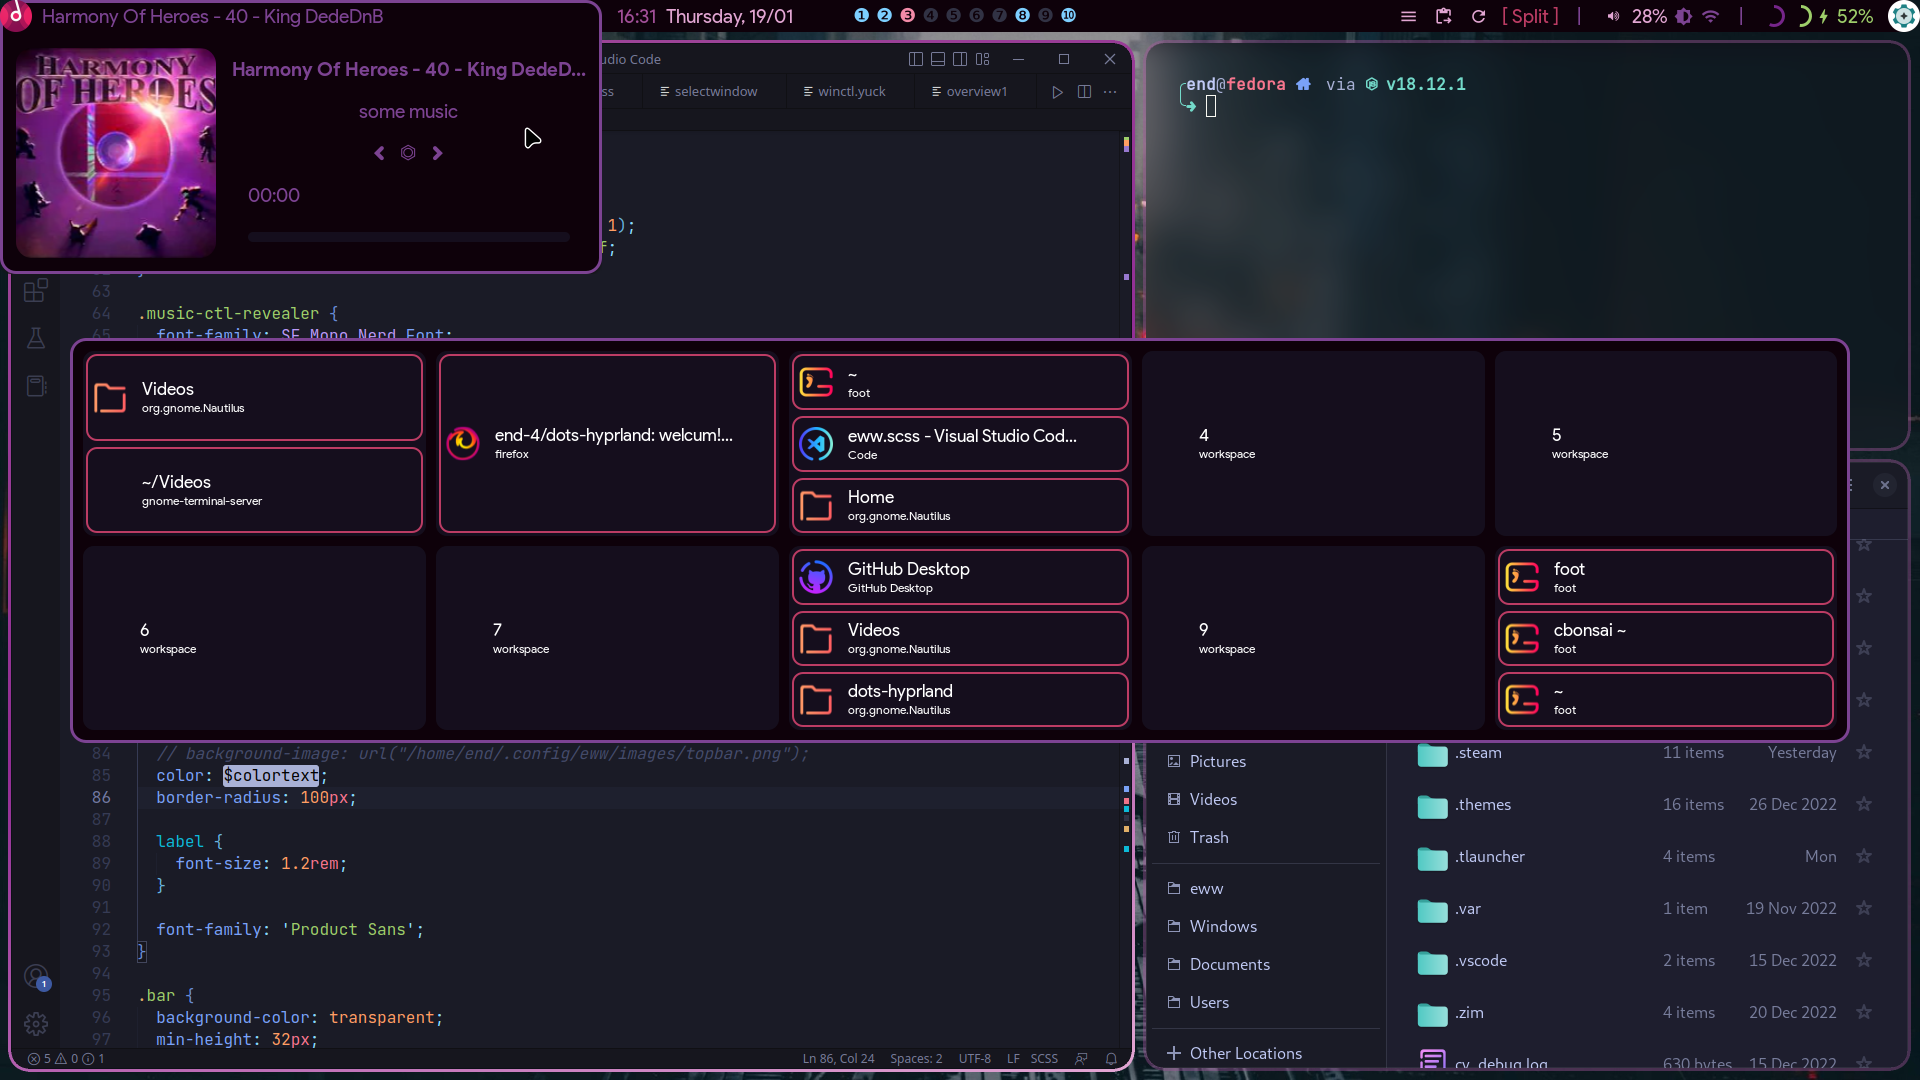 Harmony Of Heroes - 40 - King DedeDnB
16:31 Thursday, 19/01
1 2 3 4 5 6 7 8 9 10
[ Split ]
28%
52%
HARMONY
OF HEROES
Harmony Of Heroes - 40 - King DedeD...
some music
00:00
udio Code
ss
selectwindow
winctl.yuck
overview1
1);
f;
63
64 .music-ctl-revealer {
65 font-family: SF Mono Nerd Font;
end@fedora via v18.12.1
Videos
org.gnome.Nautilus
~/Videos
gnome-terminal-server
end-4/dots-hyprland: welcum!...
firefox
~
foot
eww.scss - Visual Studio Cod...
Code
Home
org.gnome.Nautilus
4
workspace
5
workspace
6
workspace
7
workspace
GitHub Desktop
GitHub Desktop
Videos
org.gnome.Nautilus
dots-hyprland
org.gnome.Nautilus
9
workspace
foot
foot
cbonsai ~
foot
~
foot
84 // background-image: url("/home/end/.config/eww/images/topbar.png");
85 color: $colortext;
86 border-radius: 100px;
87
88 label {
89 font-size: 1.2rem;
90 }
91
92 font-family: 'Product Sans';
93 }
94
95 .bar {
96 background-color: transparent;
97 min-height: 32px;
1
5 0 1
Ln 86, Col 24 Spaces: 2 UTF-8 LF SCSS
Pictures
Videos
Trash
eww
Windows
Documents
Users
Other Locations
.steam 11 items Yesterday
.themes 16 items 26 Dec 2022
.tlauncher 4 items Mon
.var 1 item 19 Nov 2022
.vscode 2 items 15 Dec 2022
.zim 4 items 20 Dec 2022
cv_debug.log 630 bytes 15 Dec 2022